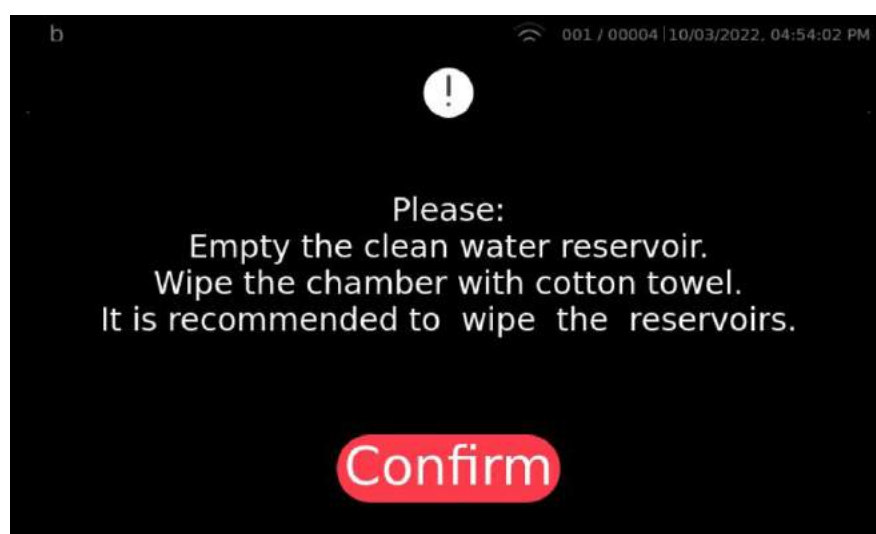 b
001 / 00004 | 10/03/2022, 04:54:02 PM
!
Please:
Empty the clean water reservoir.
Wipe the chamber with cotton towel.
It is recommended to wipe the reservoirs.
Confirm